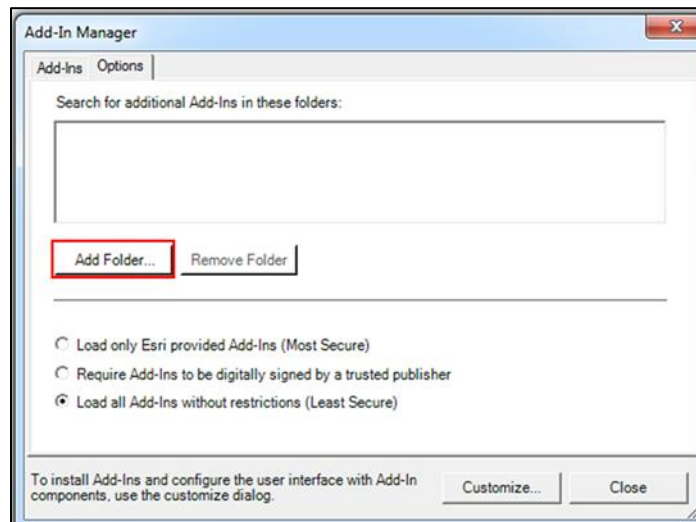 Add-In Manager
Add-Ins Options
Search for additional Add-Ins in these folders:
Add Folder... Remove Folder
Load only Esri provided Add-Ins (Most Secure)
Require Add-Ins to be digitally signed by a trusted publisher
Load all Add-Ins without restrictions (Least Secure)
To install Add-Ins and configure the user interface with Add-In
components, use the customize dialog.
Customize... Close